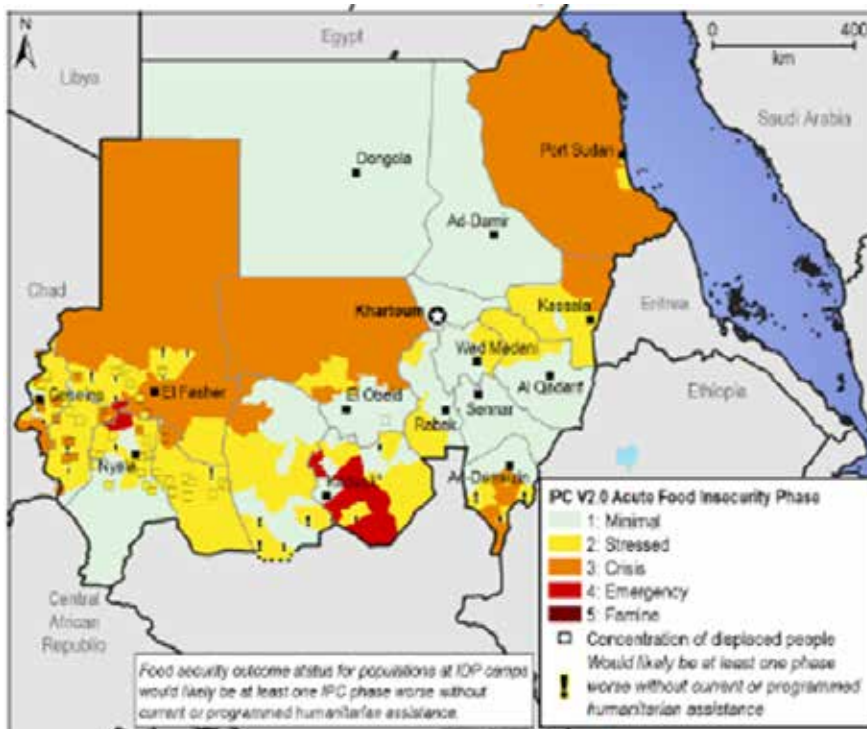 N
Egypt
0 400
km
Libya
Saudi Arabia
Port Sudan
Dongola
Ad-Damir
Chad
Khartoum
Kassala
Eritrea
Wad Medani
El Fasher
El Obeid
Al Qadarif
Geneina
Sennar
Ethiopia
Rabak
Nyala
Ad-Damazin
Central
African
Republic
IPC V2.0 Acute Food Insecurity Phase
1: Minimal
2: Stressed
3: Crisis
4: Emergency
5: Famine
Concentration of displaced people
Would likely be at least one phase
worse without current or programmed
humanitarian assistance
Food security outcome status for populations at IDP camps
would likely be at least one IPC phase worse without
current or programmed humanitarian assistance.